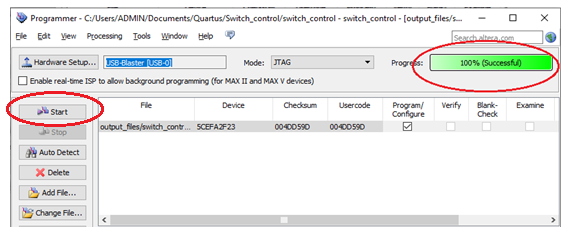 Programmer - C:/Users/ADMIN/Documents/Quartus/Switch_control/switch_control - switch_control - [output_files/s...
File Edit View Processing Tools Window Help
Search altera.com
Hardware Setup... USB-Blaster [USB-0] Mode: JTAG Progress: 100% (Successful)
Enable real-time ISP to allow background programming (for MAX II and MAX V devices)
Start
Stop
Auto Detect
Delete
Add File...
Change File...
File Device Checksum Usercode Program/ Configure Verify Blank- Check Examine
output_files/switch_contr... 5CEFA2F23 004DD59D 004DD59D